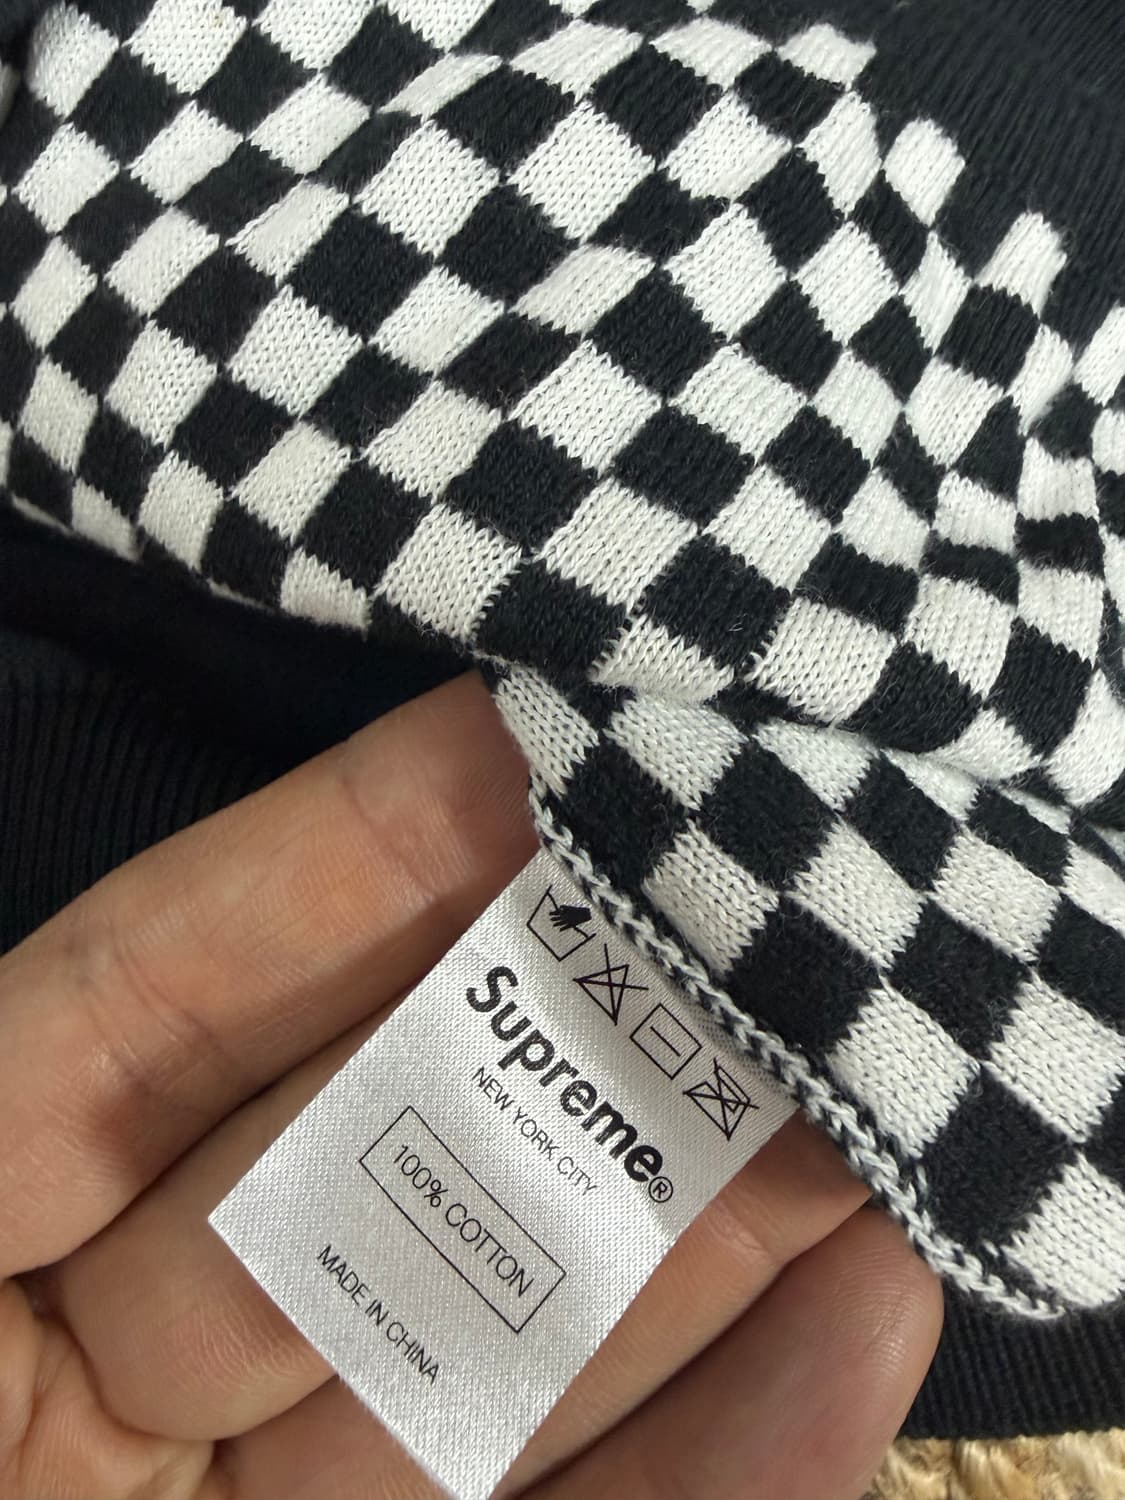 Supreme®
NEW YORK CITY
100% COTTON
MADE IN CHINA